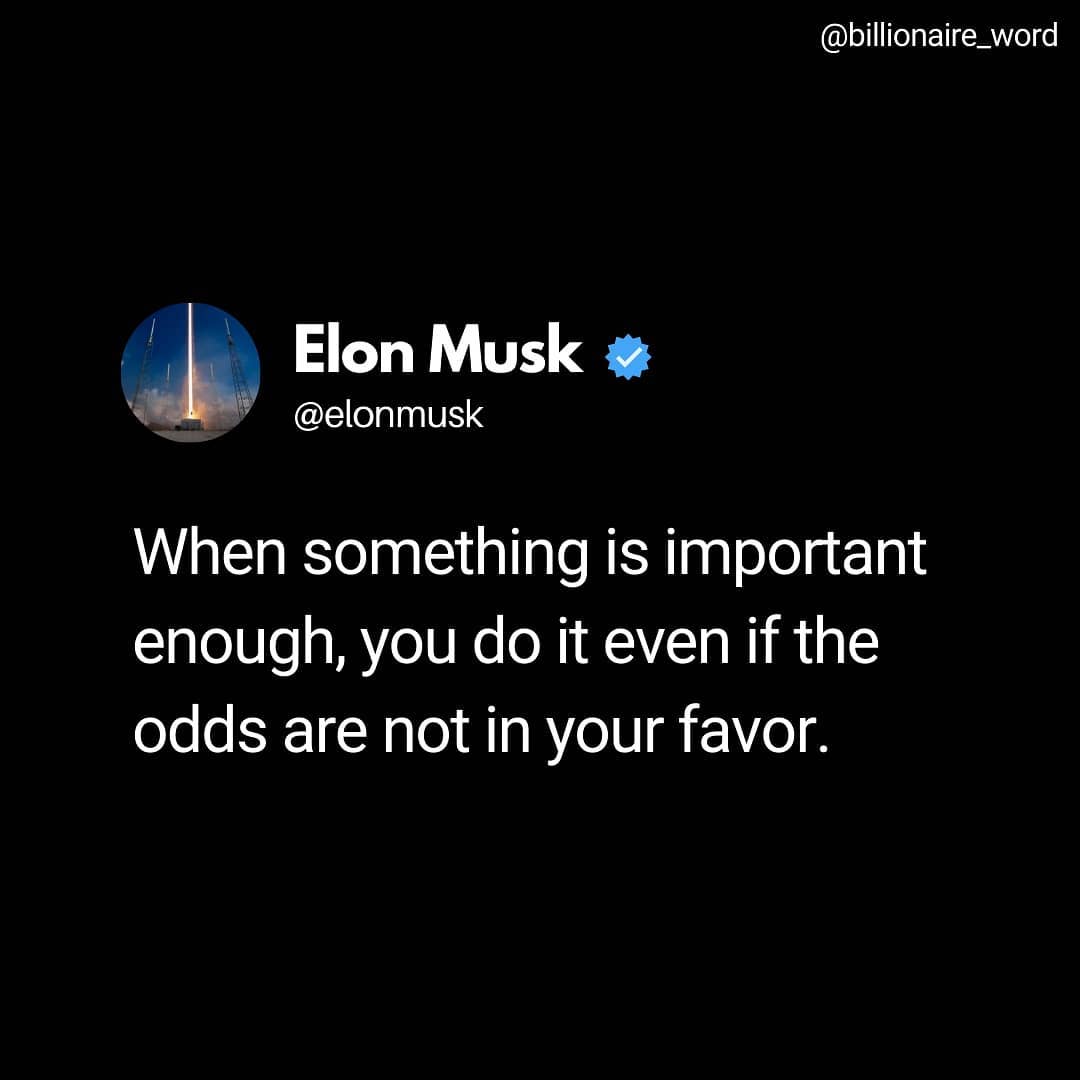 @billionaire_word
Elon Musk
@elonmusk
When something is important
enough, you do it even if the
odds are not in your favor.